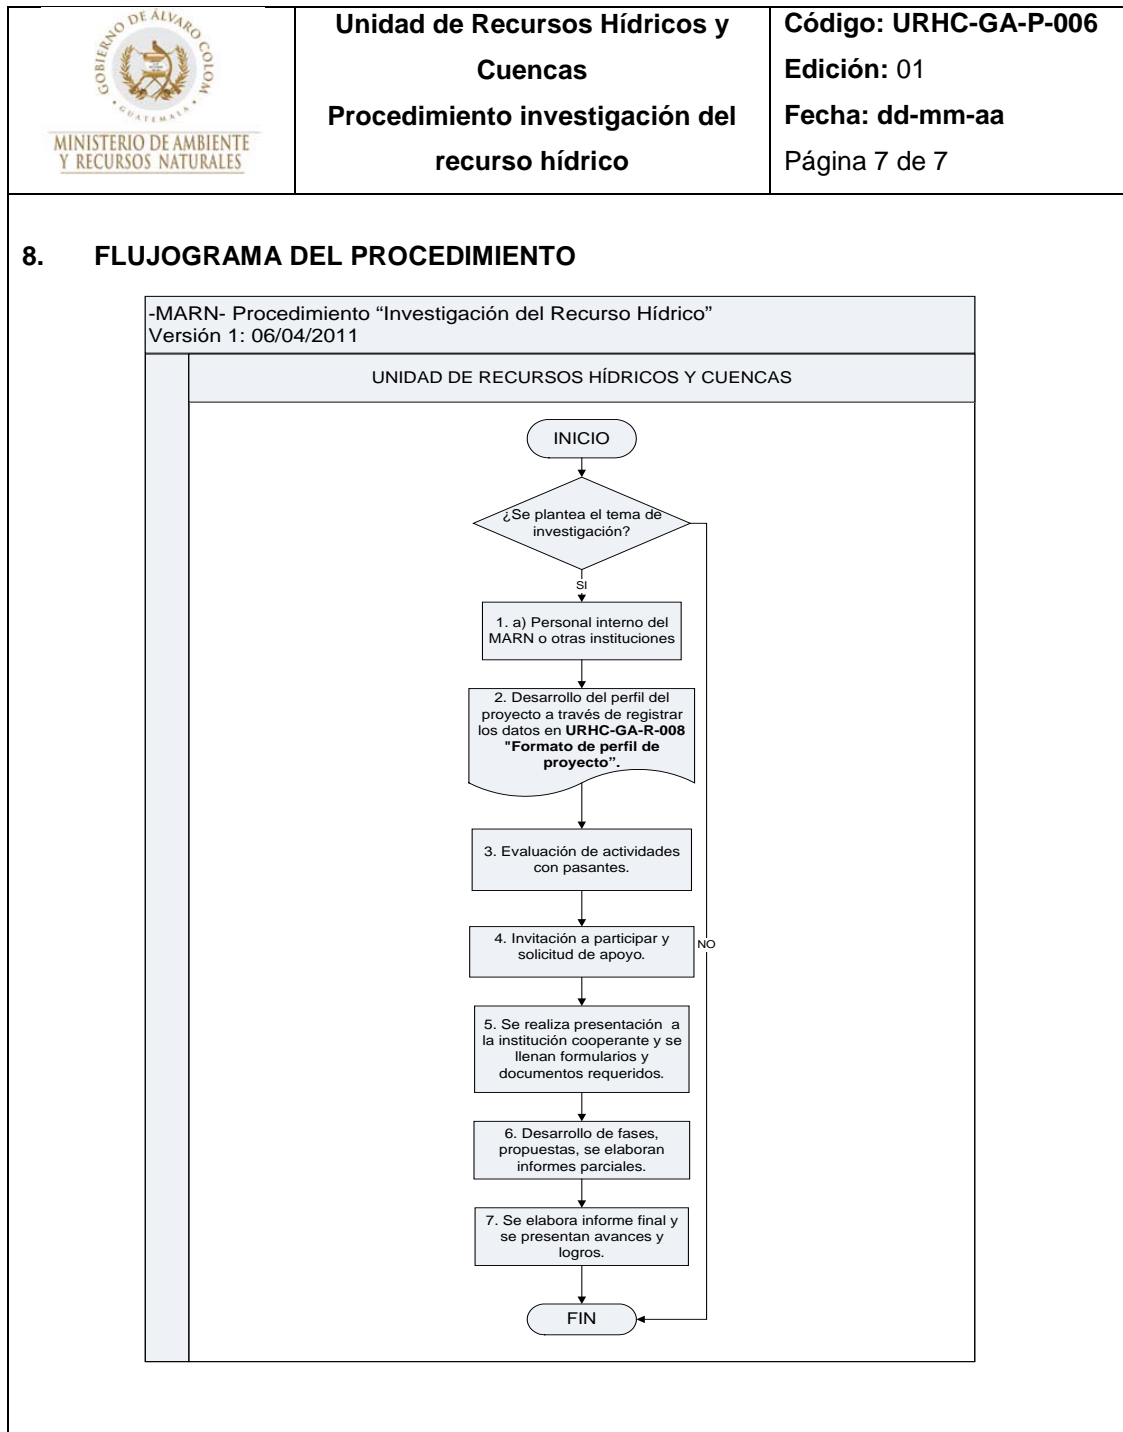 GOBIERNO DE ÁLVARO COLOM
GUATEMALA
MINISTERIO DE AMBIENTE
Y RECURSOS NATURALES
Unidad de Recursos Hídricos y
Cuencas
Procedimiento investigación del
recurso hídrico
Código: URHC-GA-P-006
Edición: 01
Fecha: dd-mm-aa
Página 7 de 7
8. FLUJOGRAMA DEL PROCEDIMIENTO
-MARN- Procedimiento “Investigación del Recurso Hídrico”
Versión 1: 06/04/2011
UNIDAD DE RECURSOS HÍDRICOS Y CUENCAS
INICIO
¿Se plantea el tema de
investigación?
SI
1. a) Personal interno del
MARN o otras instituciones
2. Desarrollo del perfil del
proyecto a través de registrar
los datos en URHC-GA-R-008
"Formato de perfil de
proyecto”.
3. Evaluación de actividades
con pasantes.
4. Invitación a participar y
solicitud de apoyo.
NO
5. Se realiza presentación a
la institución cooperante y se
llenan formularios y
documentos requeridos.
6. Desarrollo de fases,
propuestas, se elaboran
informes parciales.
7. Se elabora informe final y
se presentan avances y
logros.
FIN